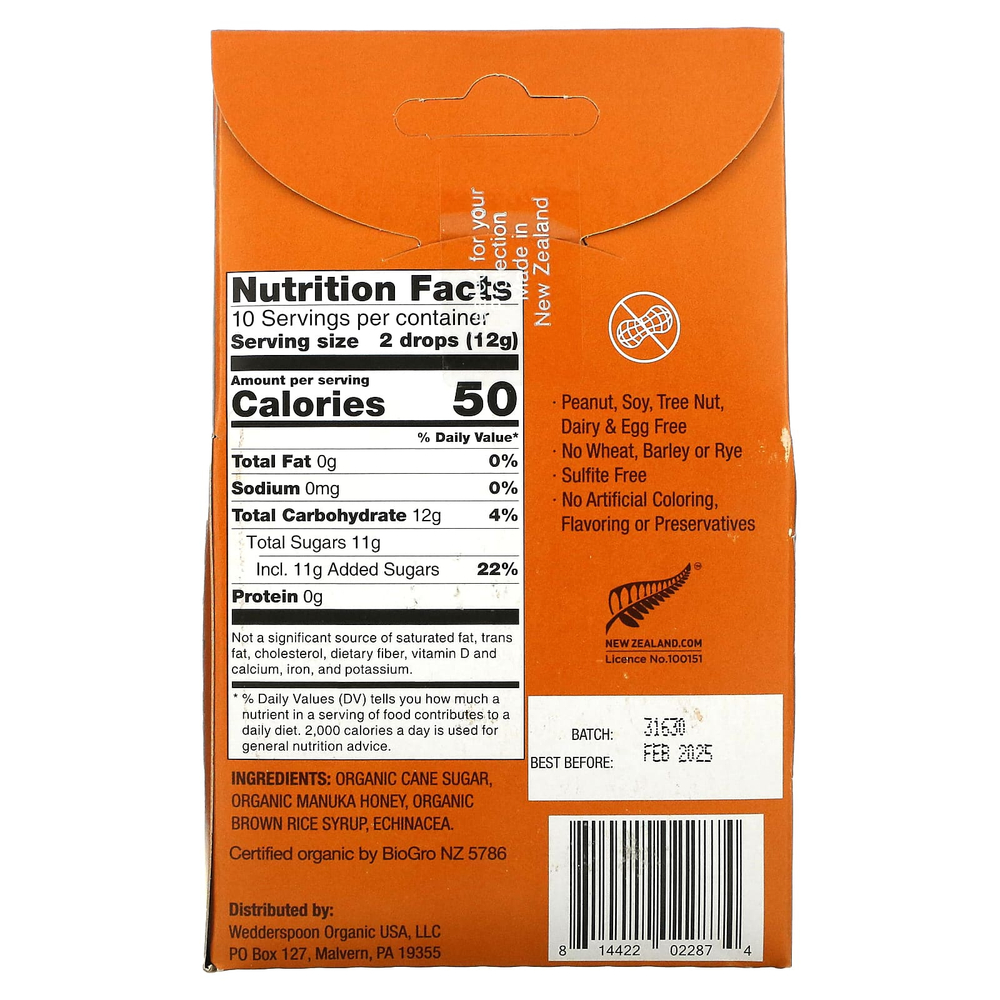 for your
ection
Made in
New Zealand
Nutrition Facts
10 Servings per container
Serving size 2 drops (12g)
Amount per serving
Calories 50
% Daily Value*
Total Fat 0g 0%
Sodium 0mg 0%
Total Carbohydrate 12g 4%
Total Sugars 11g
Incl. 11g Added Sugars 22%
Protein 0g
Not a significant source of saturated fat, trans
fat, cholesterol, dietary fiber, vitamin D and
calcium, iron, and potassium.
* % Daily Values (DV) tells you how much a
nutrient in a serving of food contributes to a
daily diet. 2,000 calories a day is used for
general nutrition advice.
INGREDIENTS: ORGANIC CANE SUGAR,
ORGANIC MANUKA HONEY, ORGANIC
BROWN RICE SYRUP, ECHINACEA.
Certified organic by BioGro NZ 5786
Distributed by:
Wedderspoon Organic USA, LLC
PO Box 127, Malvern, PA 19355
· Peanut, Soy, Tree Nut,
Dairy & Egg Free
· No Wheat, Barley or Rye
· Sulfite Free
· No Artificial Coloring,
Flavoring or Preservatives
TM
NEW ZEALAND.COM
Licence No.100151
BATCH: 31630
BEST BEFORE: FEB 2025
8 14422 02287 4